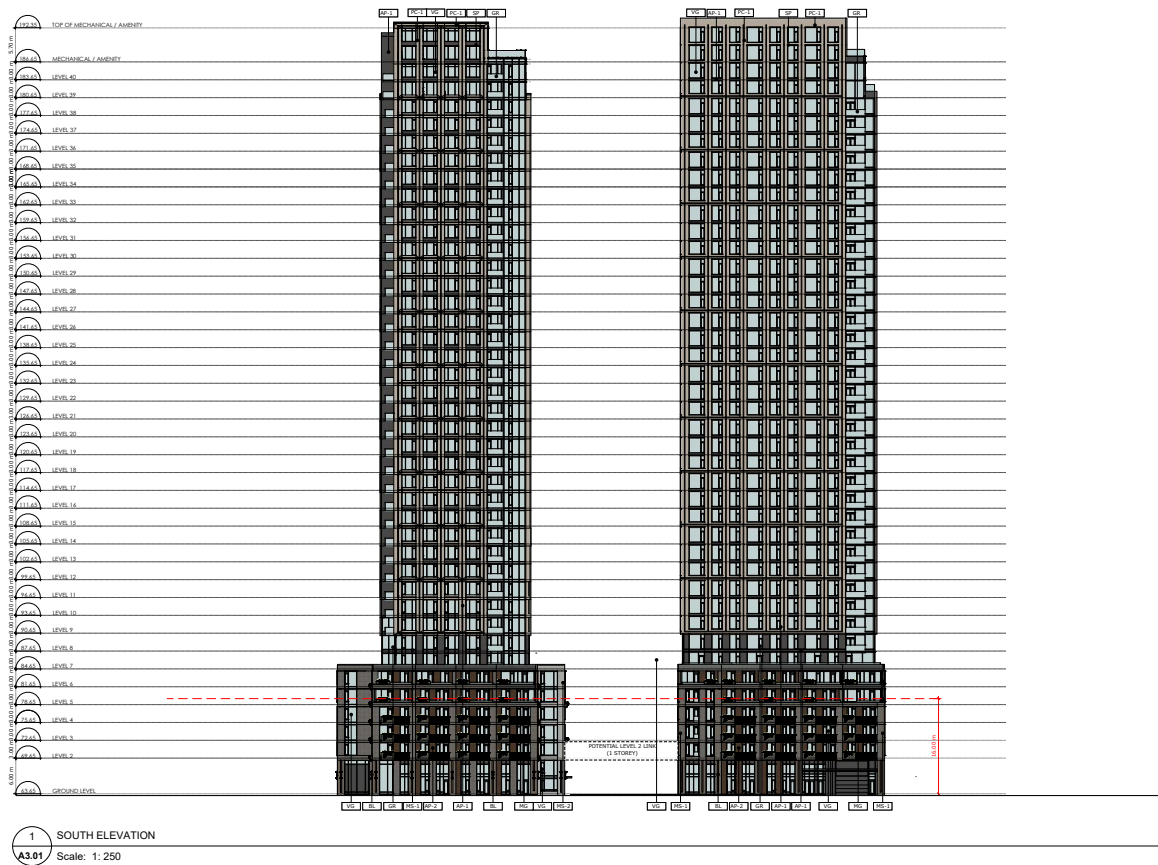 AP-1 PC-1 VG PC-1 SP GR VG AP-1 PC-1 SP PC-1 GR
192.35 TOP OF MECHANICAL / AMENITY
5.70 m
186.65 MECHANICAL / AMENITY
183.65 LEVEL 40
180.65 LEVEL 39
177.65 LEVEL 38
174.65 LEVEL 37
171.65 LEVEL 36
168.65 LEVEL 35
165.65 LEVEL 34
162.65 LEVEL 33
159.65 LEVEL 32
156.65 LEVEL 31
153.65 LEVEL 30
150.65 LEVEL 29
147.65 LEVEL 28
144.65 LEVEL 27
141.65 LEVEL 26
138.65 LEVEL 25
135.65 LEVEL 24
132.65 LEVEL 23
129.65 LEVEL 22
126.65 LEVEL 21
123.65 LEVEL 20
120.65 LEVEL 19
117.65 LEVEL 18
114.65 LEVEL 17
111.65 LEVEL 16
108.65 LEVEL 15
105.65 LEVEL 14
102.65 LEVEL 13
99.65 LEVEL 12
96.65 LEVEL 11
93.65 LEVEL 10
90.65 LEVEL 9
87.65 LEVEL 8
84.65 LEVEL 7
81.65 LEVEL 6
78.65 LEVEL 5
75.65 LEVEL 4
72.65 LEVEL 3
69.65 LEVEL 2
6.00 m
63.65 GROUND LEVEL
POTENTIAL LEVEL 2 LINK
(1 STOREY)
16.00 m
VG BL GR MS-1 AP-2 AP-1 BL MG VG MS-2 VG MS-1 BL AP-2 GR AP-1 AP-1 VG MG MS-1
1 SOUTH ELEVATION
A3.01 Scale: 1: 250